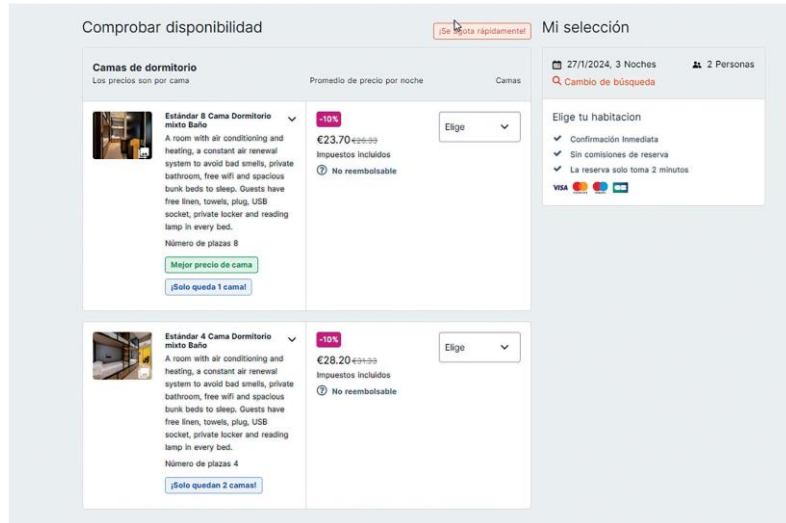 Comprobar disponibilidad
¡Se agota rápidamente!
Camas de dormitorio
Los precios son por cama
Promedio de precio por noche
Camas
Estándar 8 Cama Dormitorio
mixto Baño
A room with air conditioning and
heating, a constant air renewal
system to avoid bad smells, private
bathroom, free wifi and spacious
bunk beds to sleep. Guests have
free linen, towels, plug, USB
socket, private locker and reading
lamp in every bed.
Número de plazas 8
Mejor precio de cama
¡Solo queda 1 cama!
-10%
€23.70 €26.33
Impuestos incluidos
No reembolsable
Elige
Estándar 4 Cama Dormitorio
mixto Baño
A room with air conditioning and
heating, a constant air renewal
system to avoid bad smells, private
bathroom, free wifi and spacious
bunk beds to sleep. Guests have
free linen, towels, plug, USB
socket, private locker and reading
lamp in every bed.
Número de plazas 4
¡Solo quedan 2 camas!
-10%
€28.20 €31.33
Impuestos incluidos
No reembolsable
Elige
Mi selección
27/1/2024, 3 Noches
2 Personas
Cambio de búsqueda
Elige tu habitacion
Confirmación Inmediata
Sin comisiones de reserva
La reserva solo toma 2 minutos
VISA